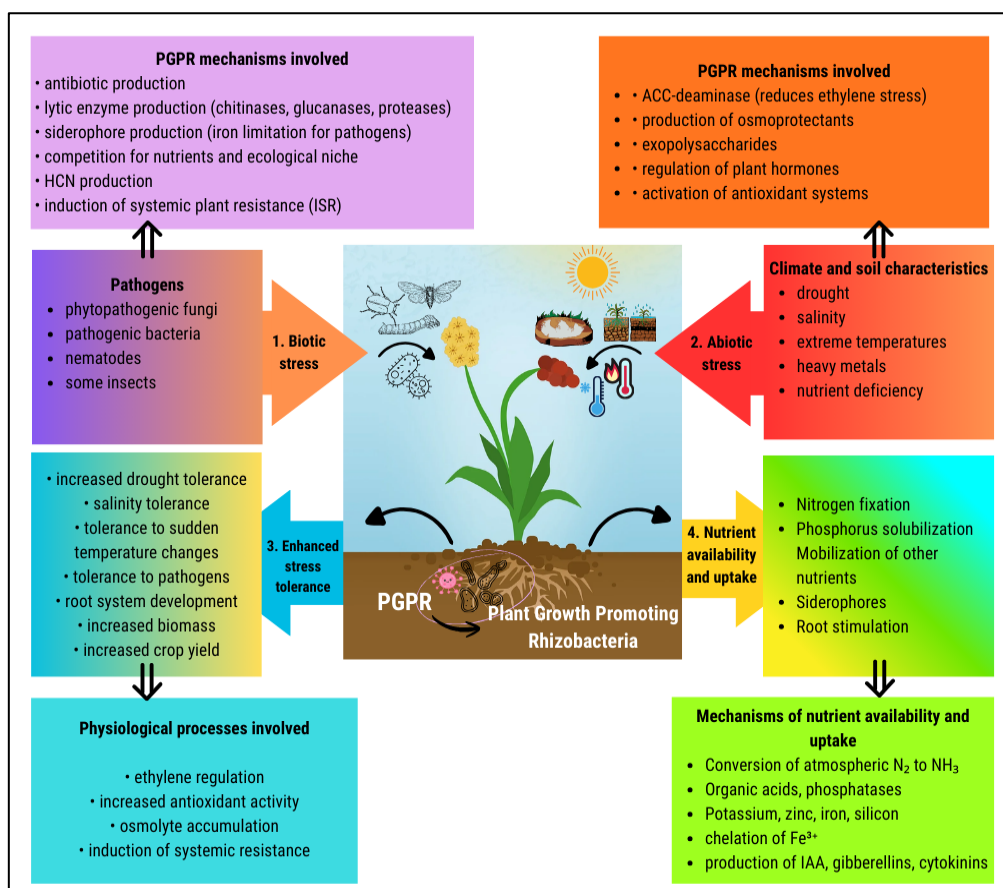 PGPR mechanisms involved
• antibiotic production
• lytic enzyme production (chitinases, glucanases, proteases)
• siderophore production (iron limitation for pathogens)
• competition for nutrients and ecological niche
• HCN production
• induction of systemic plant resistance (ISR)
PGPR mechanisms involved
• • ACC-deaminase (reduces ethylene stress)
• • production of osmoprotectants
• • exopolysaccharides
• • regulation of plant hormones
• • activation of antioxidant systems
Pathogens
• phytopathogenic fungi
• pathogenic bacteria
• nematodes
• some insects
1. Biotic
stress
2. Abiotic
stress
Climate and soil characteristics
• drought
• salinity
• extreme temperatures
• heavy metals
• nutrient deficiency
• increased drought tolerance
• salinity tolerance
• tolerance to sudden
temperature changes
• tolerance to pathogens
• root system development
• increased biomass
• increased crop yield
3. Enhanced
stress
tolerance
PGPR
Plant Growth Promoting
Rhizobacteria
4. Nutrient
availability
and uptake
• Nitrogen fixation
• Phosphorus solubilization
Mobilization of other
nutrients
• Siderophores
• Root stimulation
Physiological processes involved
• ethylene regulation
• increased antioxidant activity
• osmolyte accumulation
• induction of systemic resistance
Mechanisms of nutrient availability and
uptake
• Conversion of atmospheric N₂ to NH₃
• Organic acids, phosphatases
• Potassium, zinc, iron, silicon
• chelation of Fe³⁺
• production of IAA, gibberellins, cytokinins